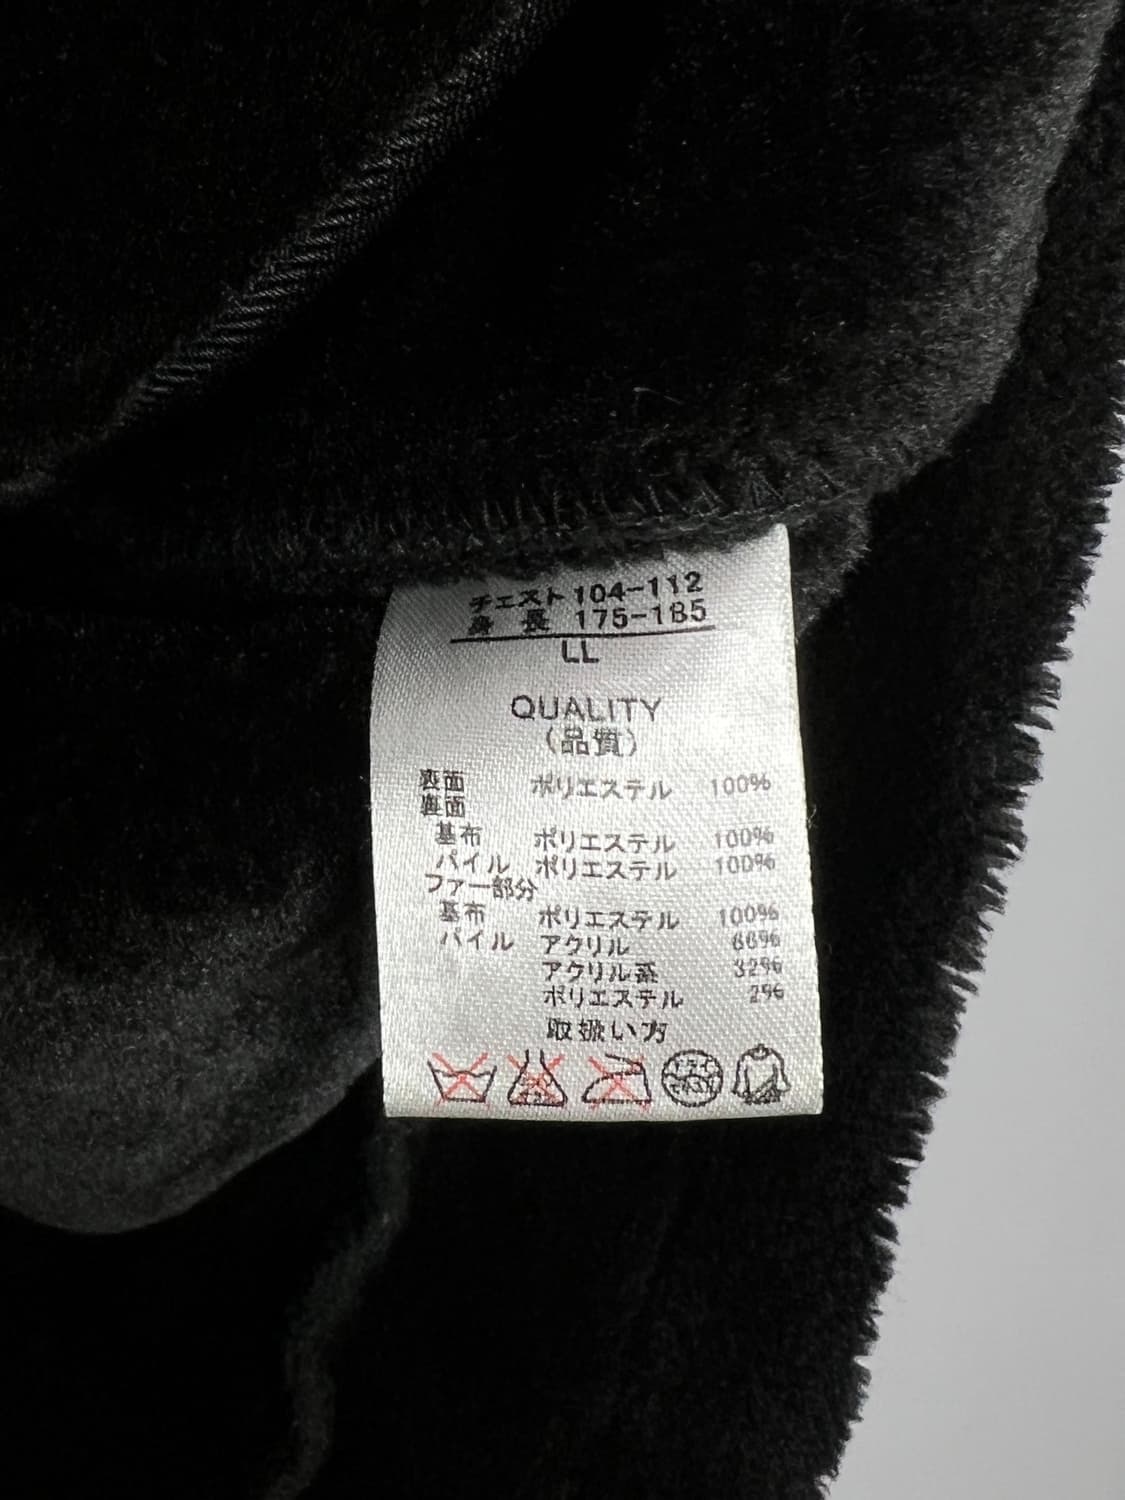 チェスト 104-112
身長 175-185
LL
QUALITY
(品質)
表面 ポリエステル 100%
裏面
基布 ポリエステル 100%
パイル ポリエステル 100%
ファー部分
基布 ポリエステル 100%
パイル アクリル 66%
アクリル系 32%
ポリエステル 2%
取扱い方